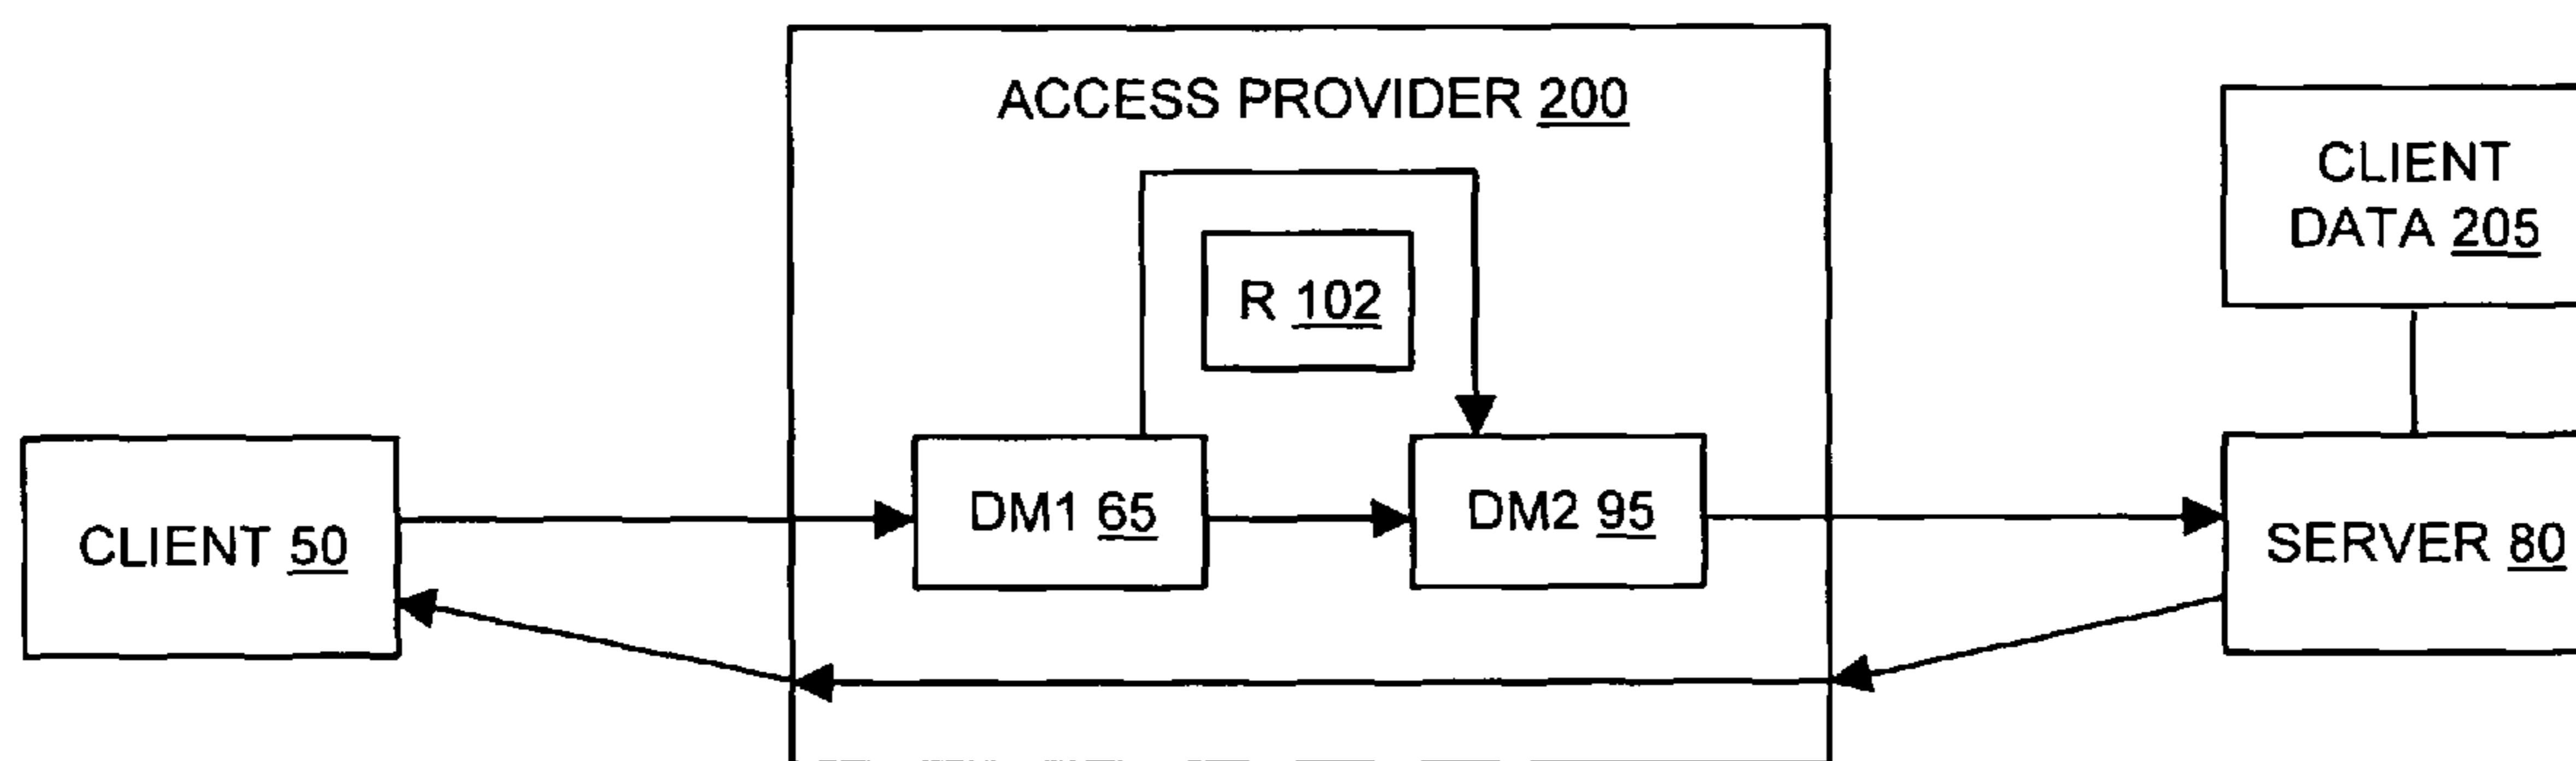 ACCESS PROVIDER 200
CLIENT
DATA 205
R 102
CLIENT 50
DM1 65
DM2 95
SERVER 80